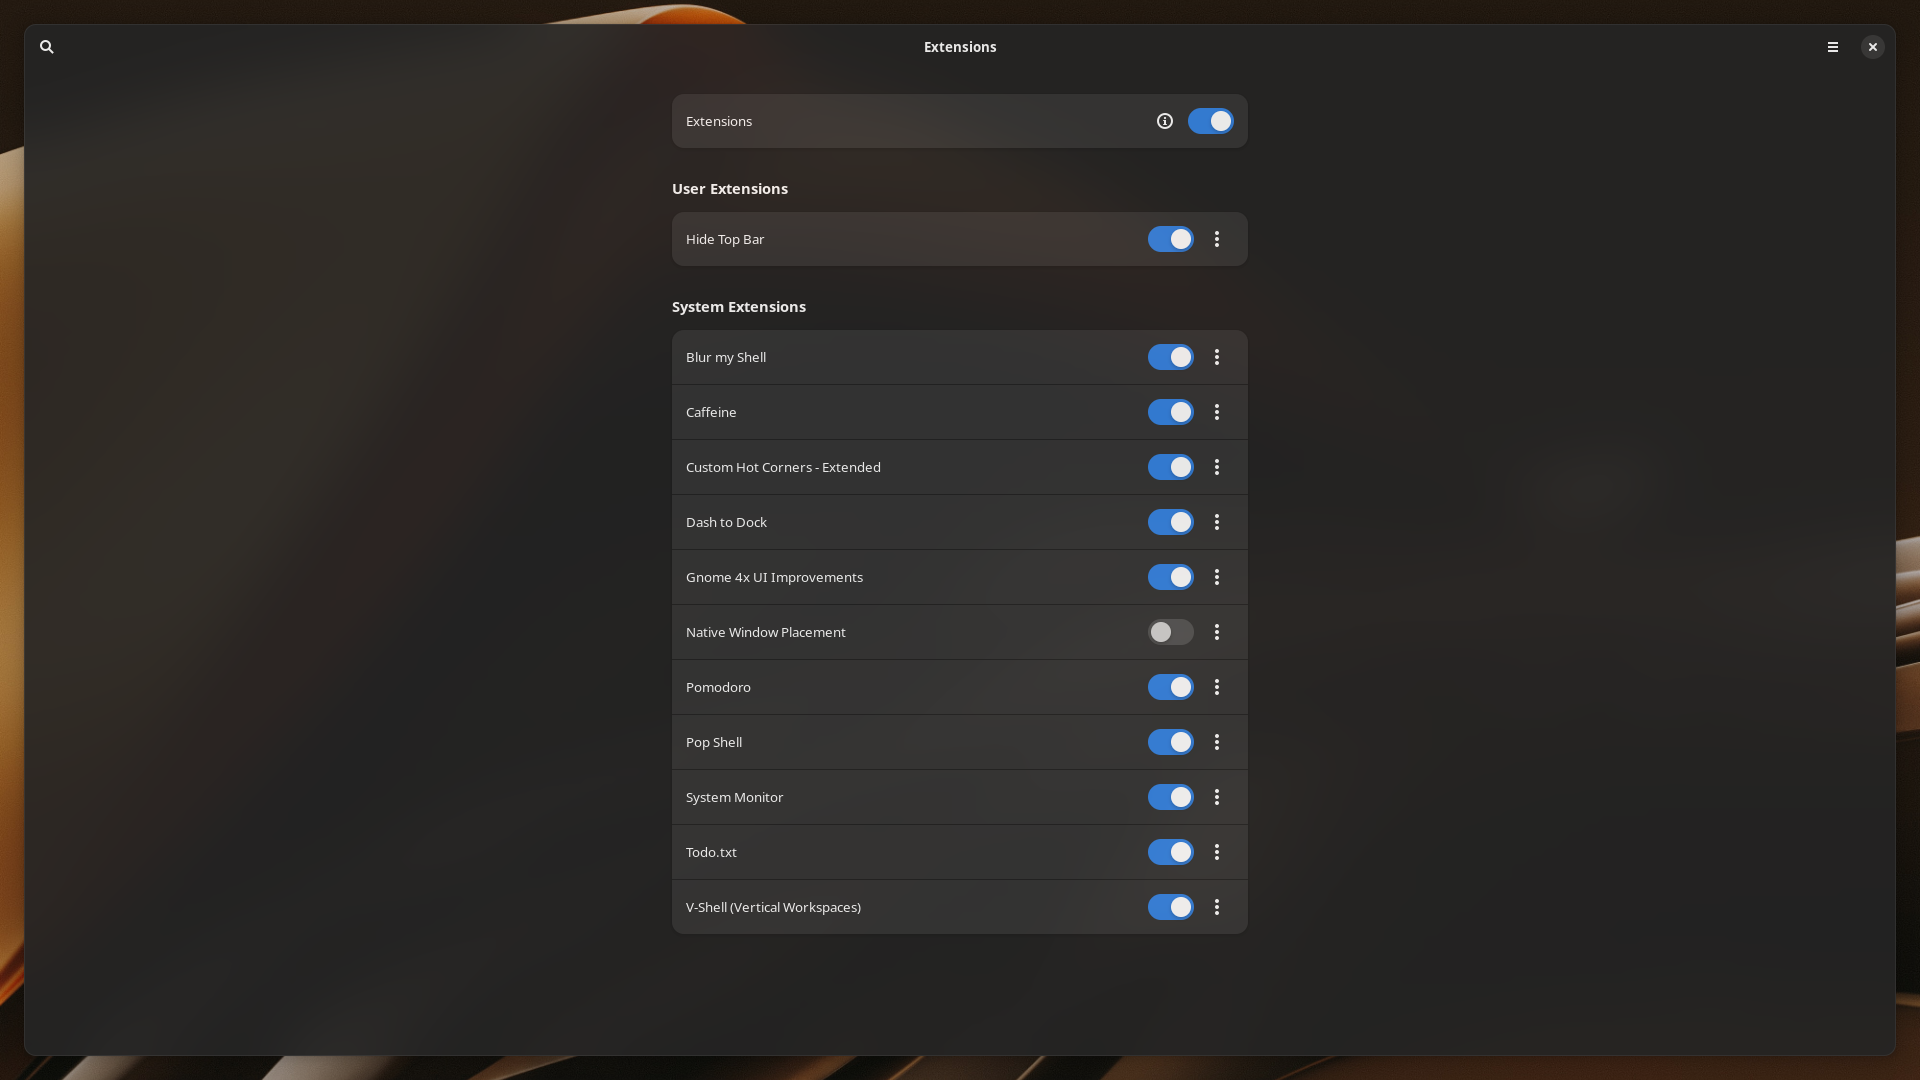 Extensions
Extensions
User Extensions
Hide Top Bar
System Extensions
Blur my Shell
Caffeine
Custom Hot Corners - Extended
Dash to Dock
Gnome 4x UI Improvements
Native Window Placement
Pomodoro
Pop Shell
System Monitor
Todo.txt
V-Shell (Vertical Workspaces)